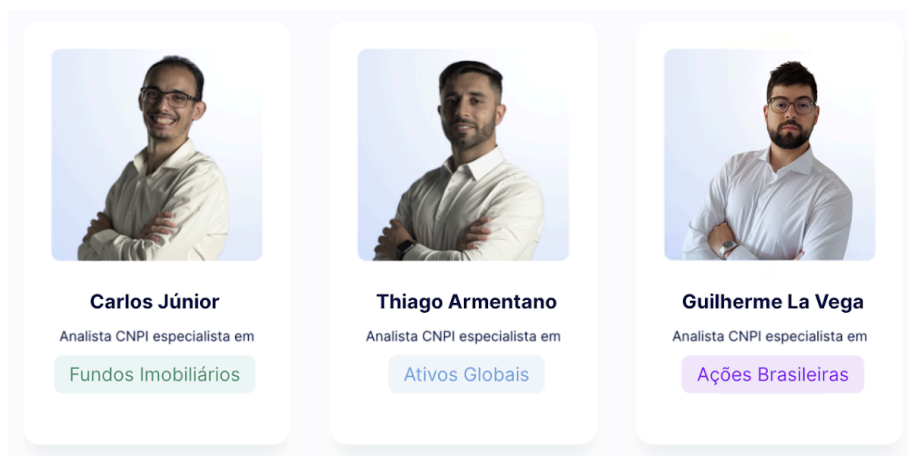 Carlos Júnior
Analista CNPI especialista em
Fundos Imobiliários
Thiago Armentano
Analista CNPI especialista em
Ativos Globais
Guilherme La Vega
Analista CNPI especialista em
Ações Brasileiras